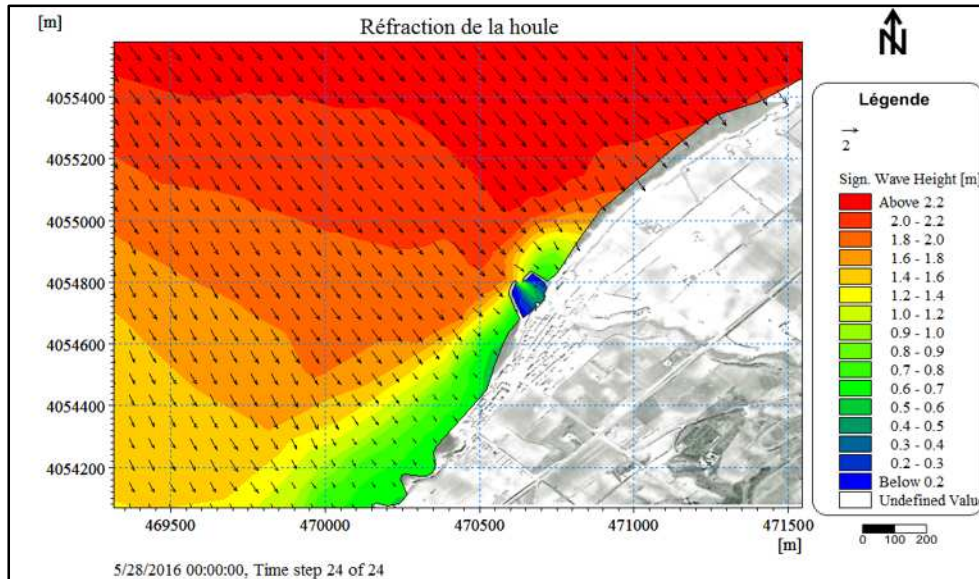 [m]
Réfraction de la houle
N
4055400
4055200
4055000
4054800
4054600
4054400
4054200
469500
470000
470500
471000
471500
[m]
5/28/2016 00:00:00, Time step 24 of 24
Légende
2
Sign. Wave Height [m]
Above 2.2
2.0 - 2.2
1.8 - 2.0
1.6 - 1.8
1.4 - 1.6
1.2 - 1.4
1.0 - 1.2
0.9 - 1.0
0.8 - 0.9
0.7 - 0.8
0.6 - 0.7
0.5 - 0.6
0.4 - 0.5
0.3 - 0.4
0.2 - 0.3
Below 0.2
Undefined Value
0 100 200